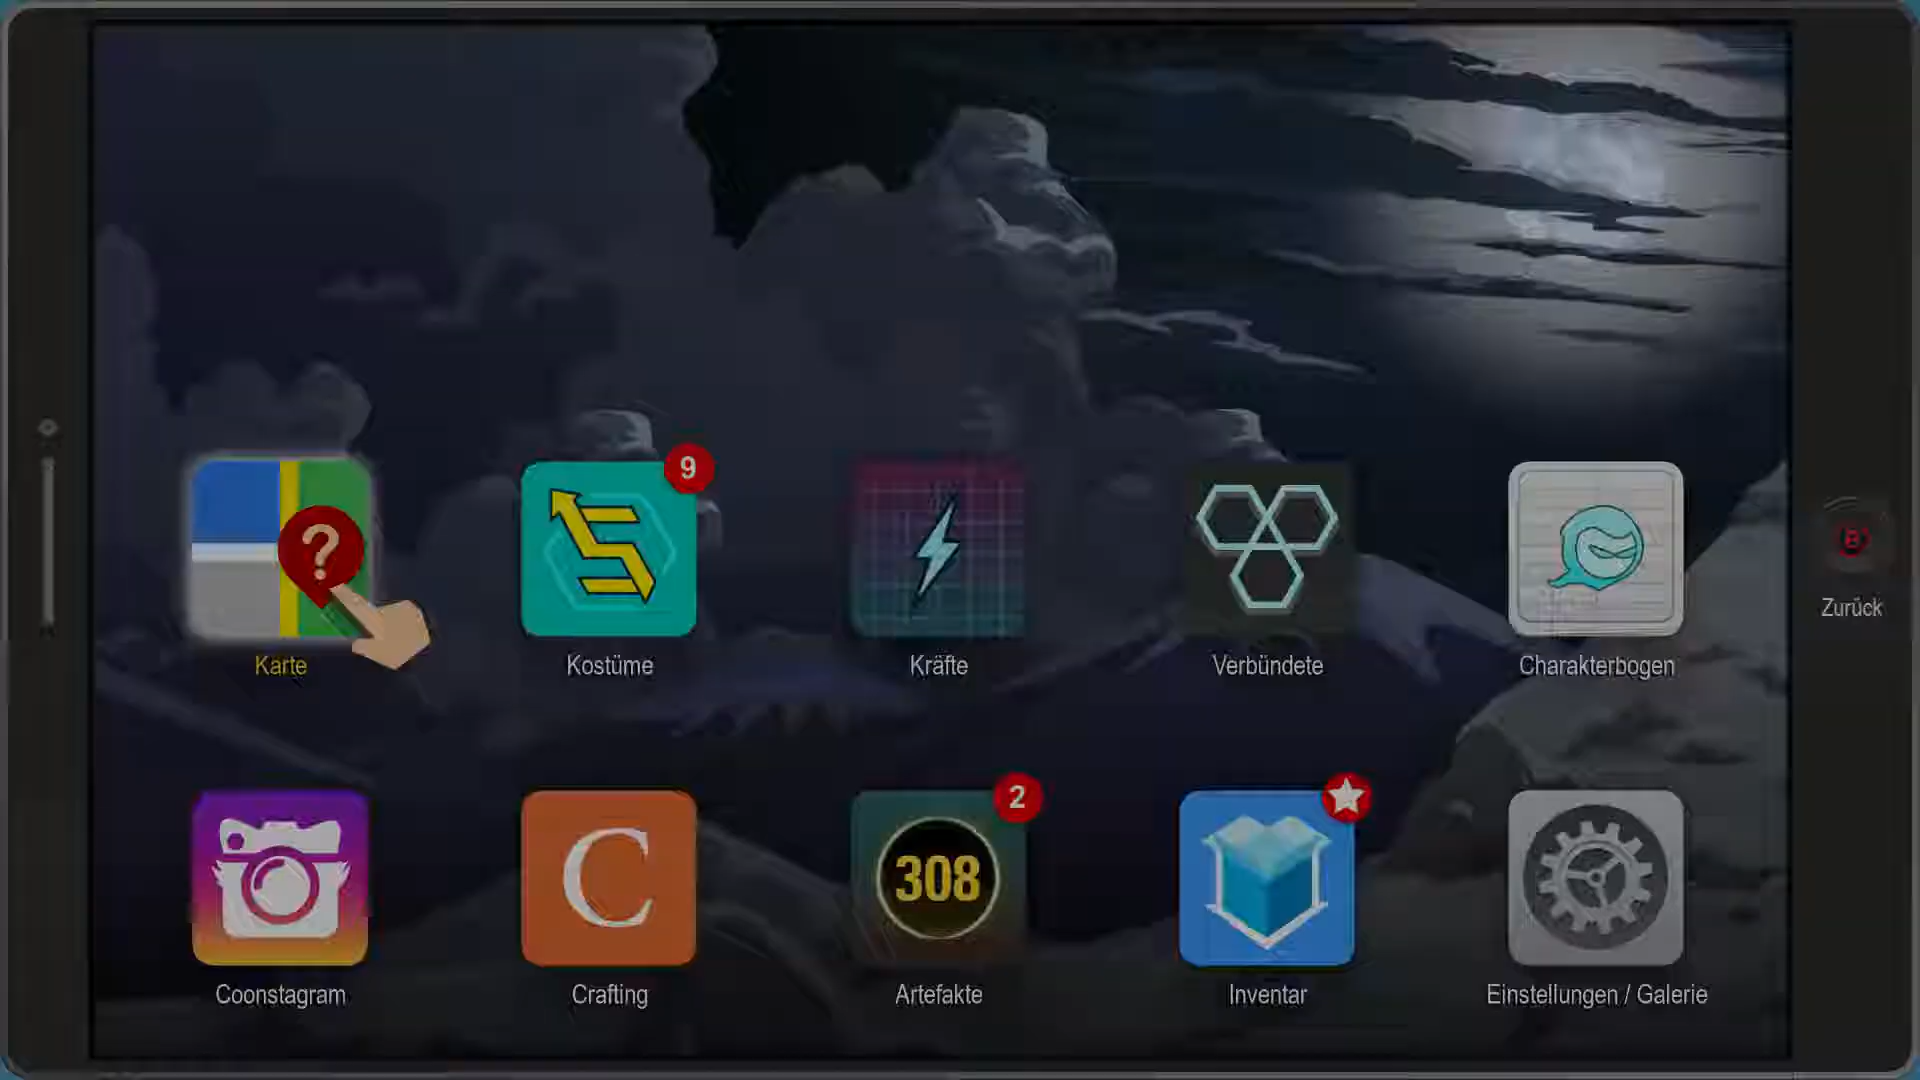 9
?
Karte
Kostüme
Kräfte
Verbündete
Charakterbogen
B
Zurück
2
C
308
Coonstagram
Crafting
Artefakte
Inventar
Einstellungen / Galerie